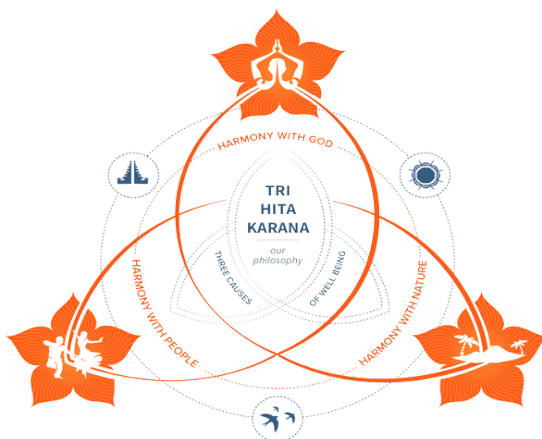 HARMONY WITH GOD
TRI
HITA
KARANA
our
philosophy
THREE CAUSES
OF WELL BEING
HARMONY WITH PEOPLE
HARMONY WITH NATURE